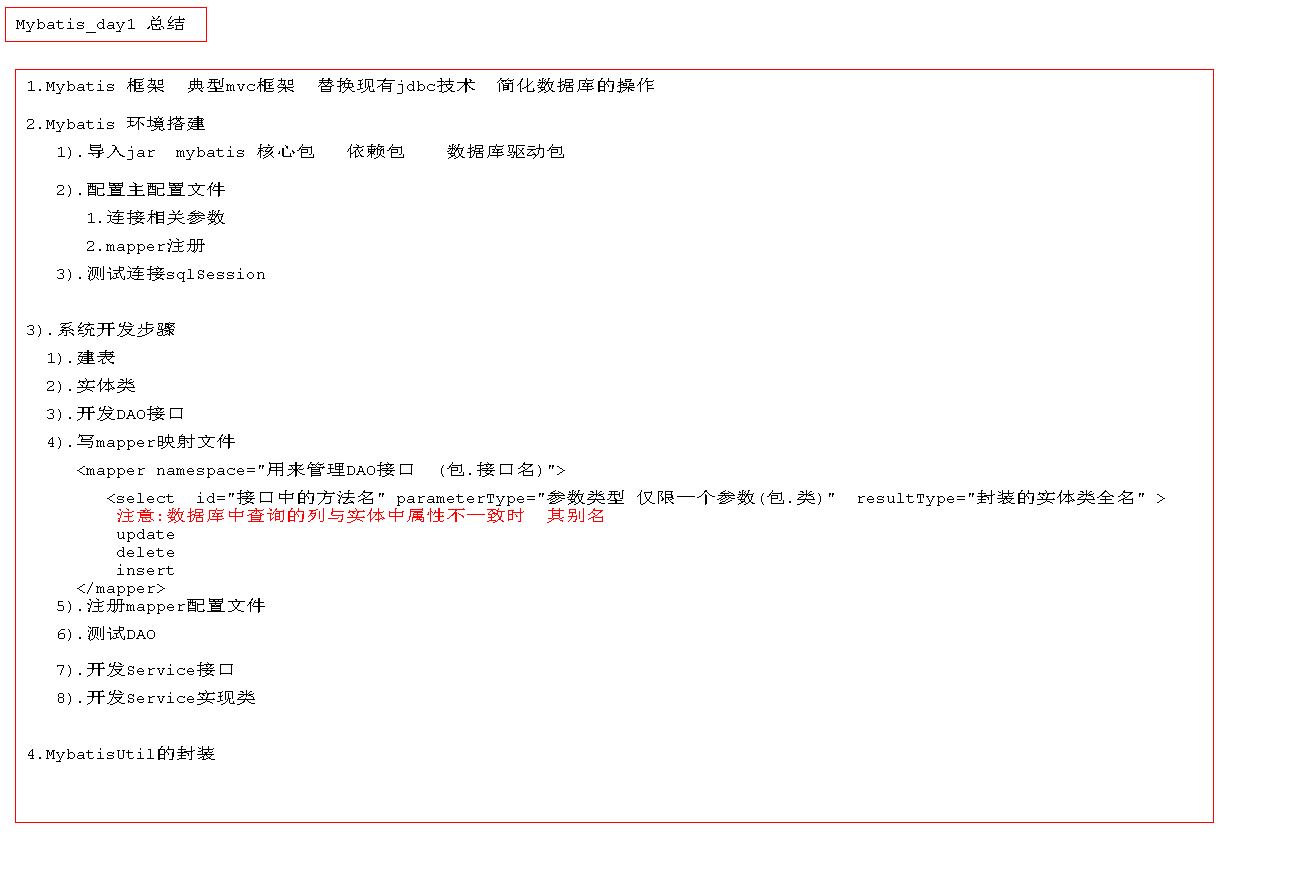 Mybatis_day1 总结
1.Mybatis 框架  典型mvc框架  替换现有jdbc技术  简化数据库的操作
2.Mybatis 环境搭建
1).导入jar  mybatis 核心包   依赖包    数据库驱动包
2).配置主配置文件
1.连接相关参数
2.mapper注册
3).测试连接sqlSession
3).系统开发步骤
1).建表
2).实体类
3).开发DAO接口
4).写mapper映射文件
<mapper namespace="用来管理DAO接口  (包.接口名)">
<select  id="接口中的方法名" parameterType="参数类型 仅限一个参数(包.类)"  resultType="封装的实体类全名" >
注意:数据库中查询的列与实体中属性不一致时  其别名
update
delete
insert
</mapper>
5).注册mapper配置文件
6).测试DAO
7).开发Service接口
8).开发Service实现类
4.MybatisUtil的封装